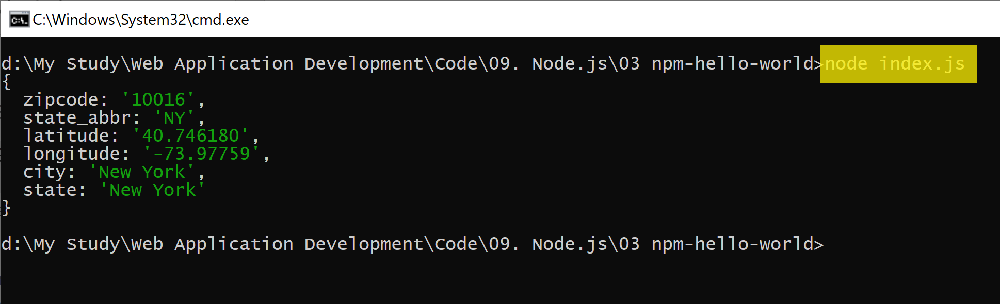 C:\Windows\System32\cmd.exe
d:\My Study\Web Application Development\Code\09. Node.js\03 npm-hello-world>node index.js
{
  zipcode: '10016',
  state_abbr: 'NY',
  latitude: '40.746180',
  longitude: '-73.97759',
  city: 'New York',
  state: 'New York'
}
d:\My Study\Web Application Development\Code\09. Node.js\03 npm-hello-world>